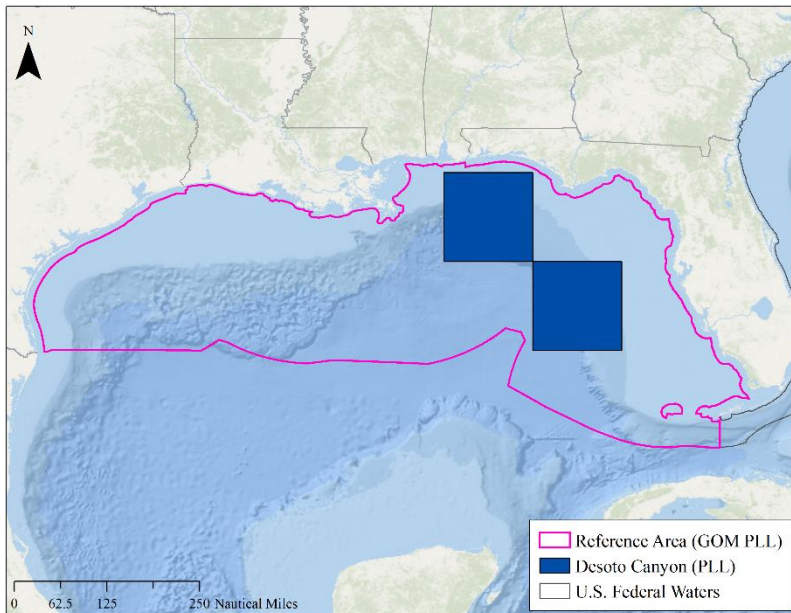 N
Reference Area (GOM PLL)
Desoto Canyon (PLL)
U.S. Federal Waters
0 62.5 125 250 Nautical Miles